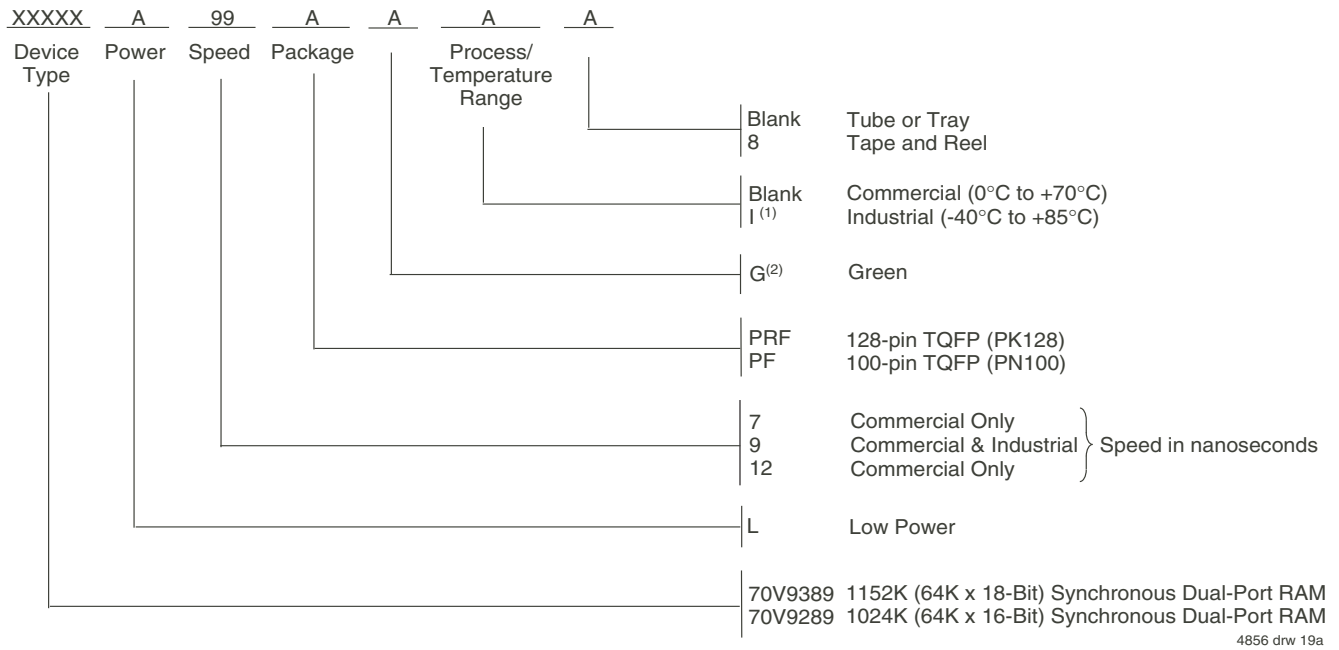 XXXXX A 99 A A A A
Device Type Power Speed Package Process/ Temperature Range
Blank Tube or Tray
8 Tape and Reel
Blank Commercial (0°C to +70°C)
I (1) Industrial (-40°C to +85°C)
G(2) Green
PRF 128-pin TQFP (PK128)
PF 100-pin TQFP (PN100)
7 Commercial Only
9 Commercial & Industrial Speed in nanoseconds
12 Commercial Only
L Low Power
70V9389 1152K (64K x 18-Bit) Synchronous Dual-Port RAM
70V9289 1024K (64K x 16-Bit) Synchronous Dual-Port RAM
4856 drw 19a